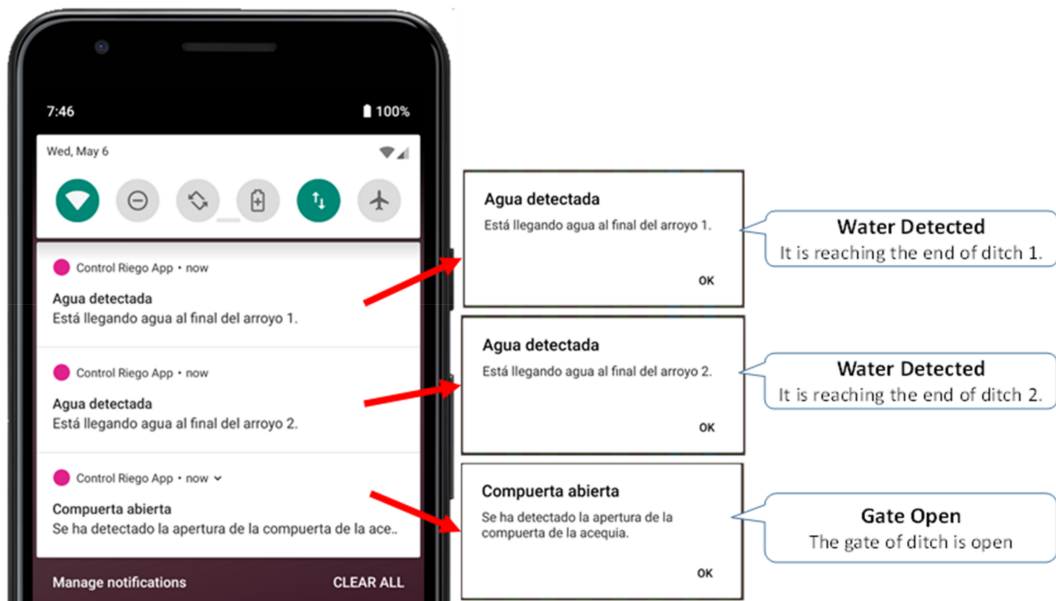 7:46
100%
Wed, May 6
Control Riego App • now
Agua detectada
Está llegando agua al final del arroyo 1.
Control Riego App • now
Agua detectada
Está llegando agua al final del arroyo 2.
Control Riego App • now
Compuerta abierta
Se ha detectado la apertura de la compuerta de la ace..
Manage notifications
CLEAR ALL
Agua detectada
Está llegando agua al final del arroyo 1.
OK
Water Detected
It is reaching the end of ditch 1.
Agua detectada
Está llegando agua al final del arroyo 2.
OK
Water Detected
It is reaching the end of ditch 2.
Compuerta abierta
Se ha detectado la apertura de la
compuerta de la acequia.
OK
Gate Open
The gate of ditch is open